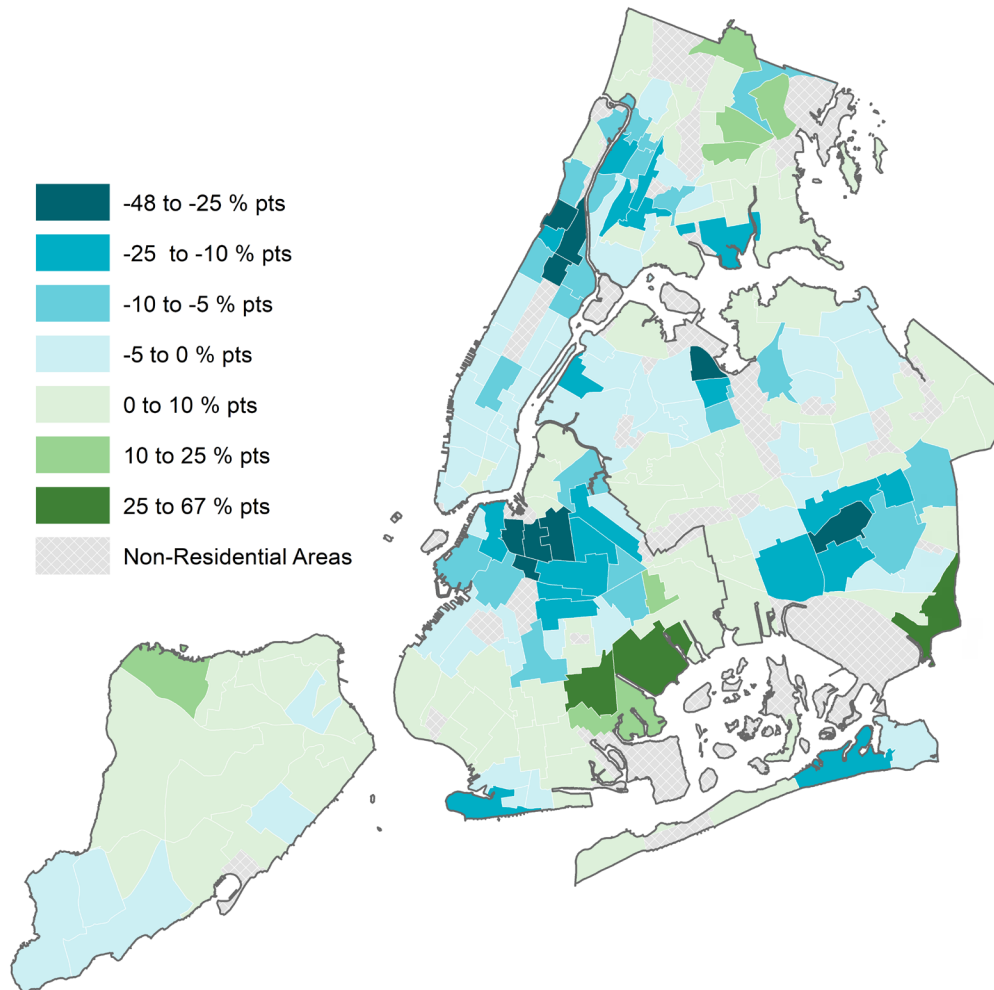 -48 to -25 % pts
-25  to -10 % pts
-10 to -5 % pts
-5 to 0 % pts
0 to 10 % pts
10 to 25 % pts
25 to 67 % pts
Non-Residential Areas